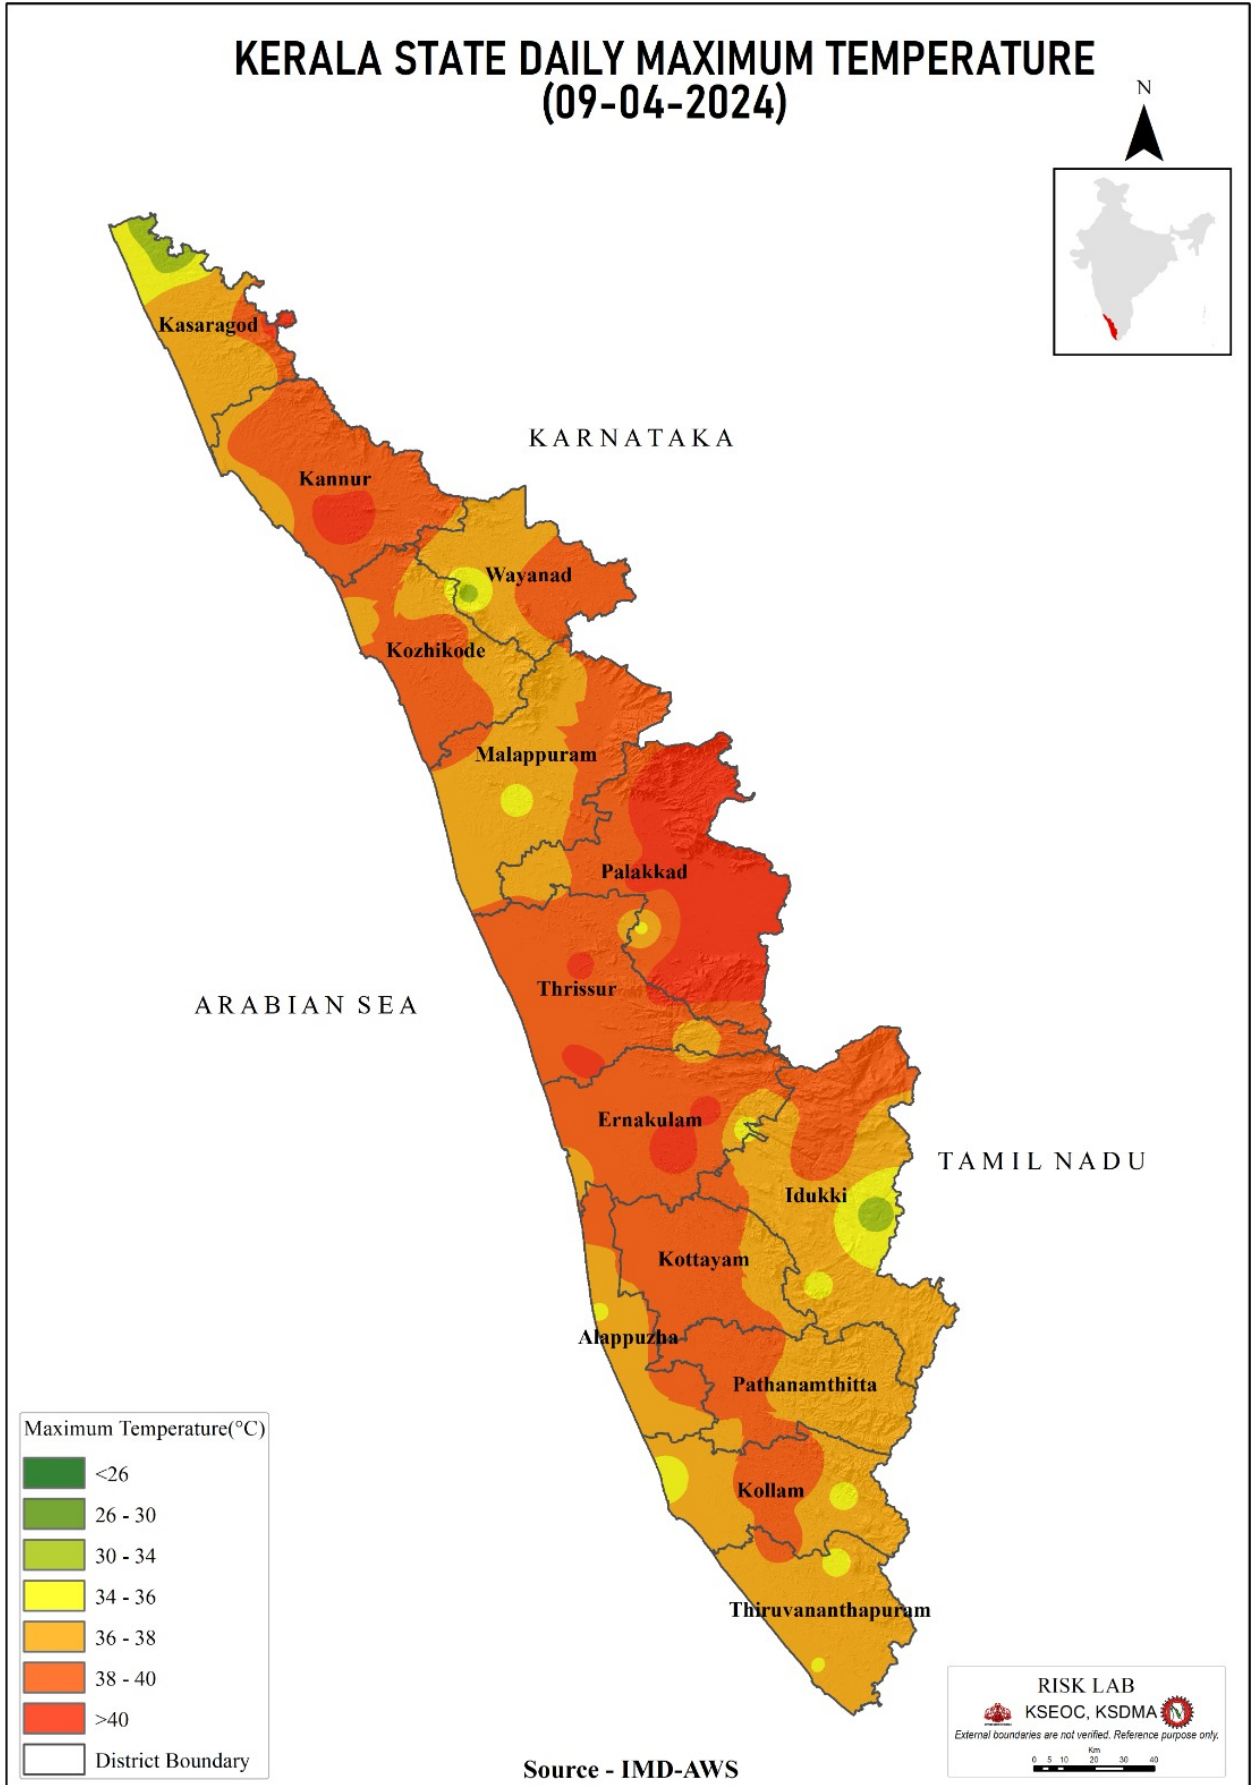 KERALA STATE DAILY MAXIMUM TEMPERATURE
(09-04-2024)
N
Kasaragod
KARNATAKA
Kannur
Wayanad
Kozhikode
Malappuram
Palakkad
Thrissur
ARABIAN SEA
Ernakulam
TAMIL NADU
Idukki
Kottayam
Alappuzha
Pathanamthitta
Kollam
Thiruvananthapuram
Maximum Temperature(°C)
<26
26 - 30
30 - 34
34 - 36
36 - 38
38 - 40
>40
District Boundary
RISK LAB
KSEOC, KSDMA
External boundaries are not verified. Reference purpose only.
Km
0 5 10 20 30 40
Source - IMD-AWS